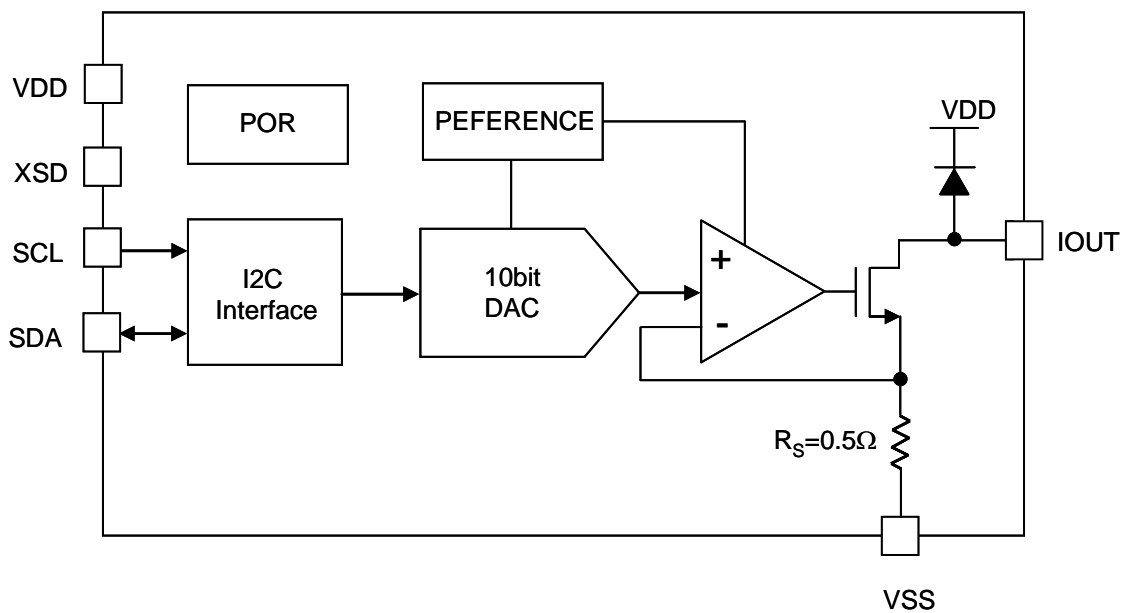 VDD
XSD
SCL
SDA
POR
PEFERENCE
I2C
Interface
10bit
DAC
+
-
VDD
IOUT
RS=0.5Ω
VSS